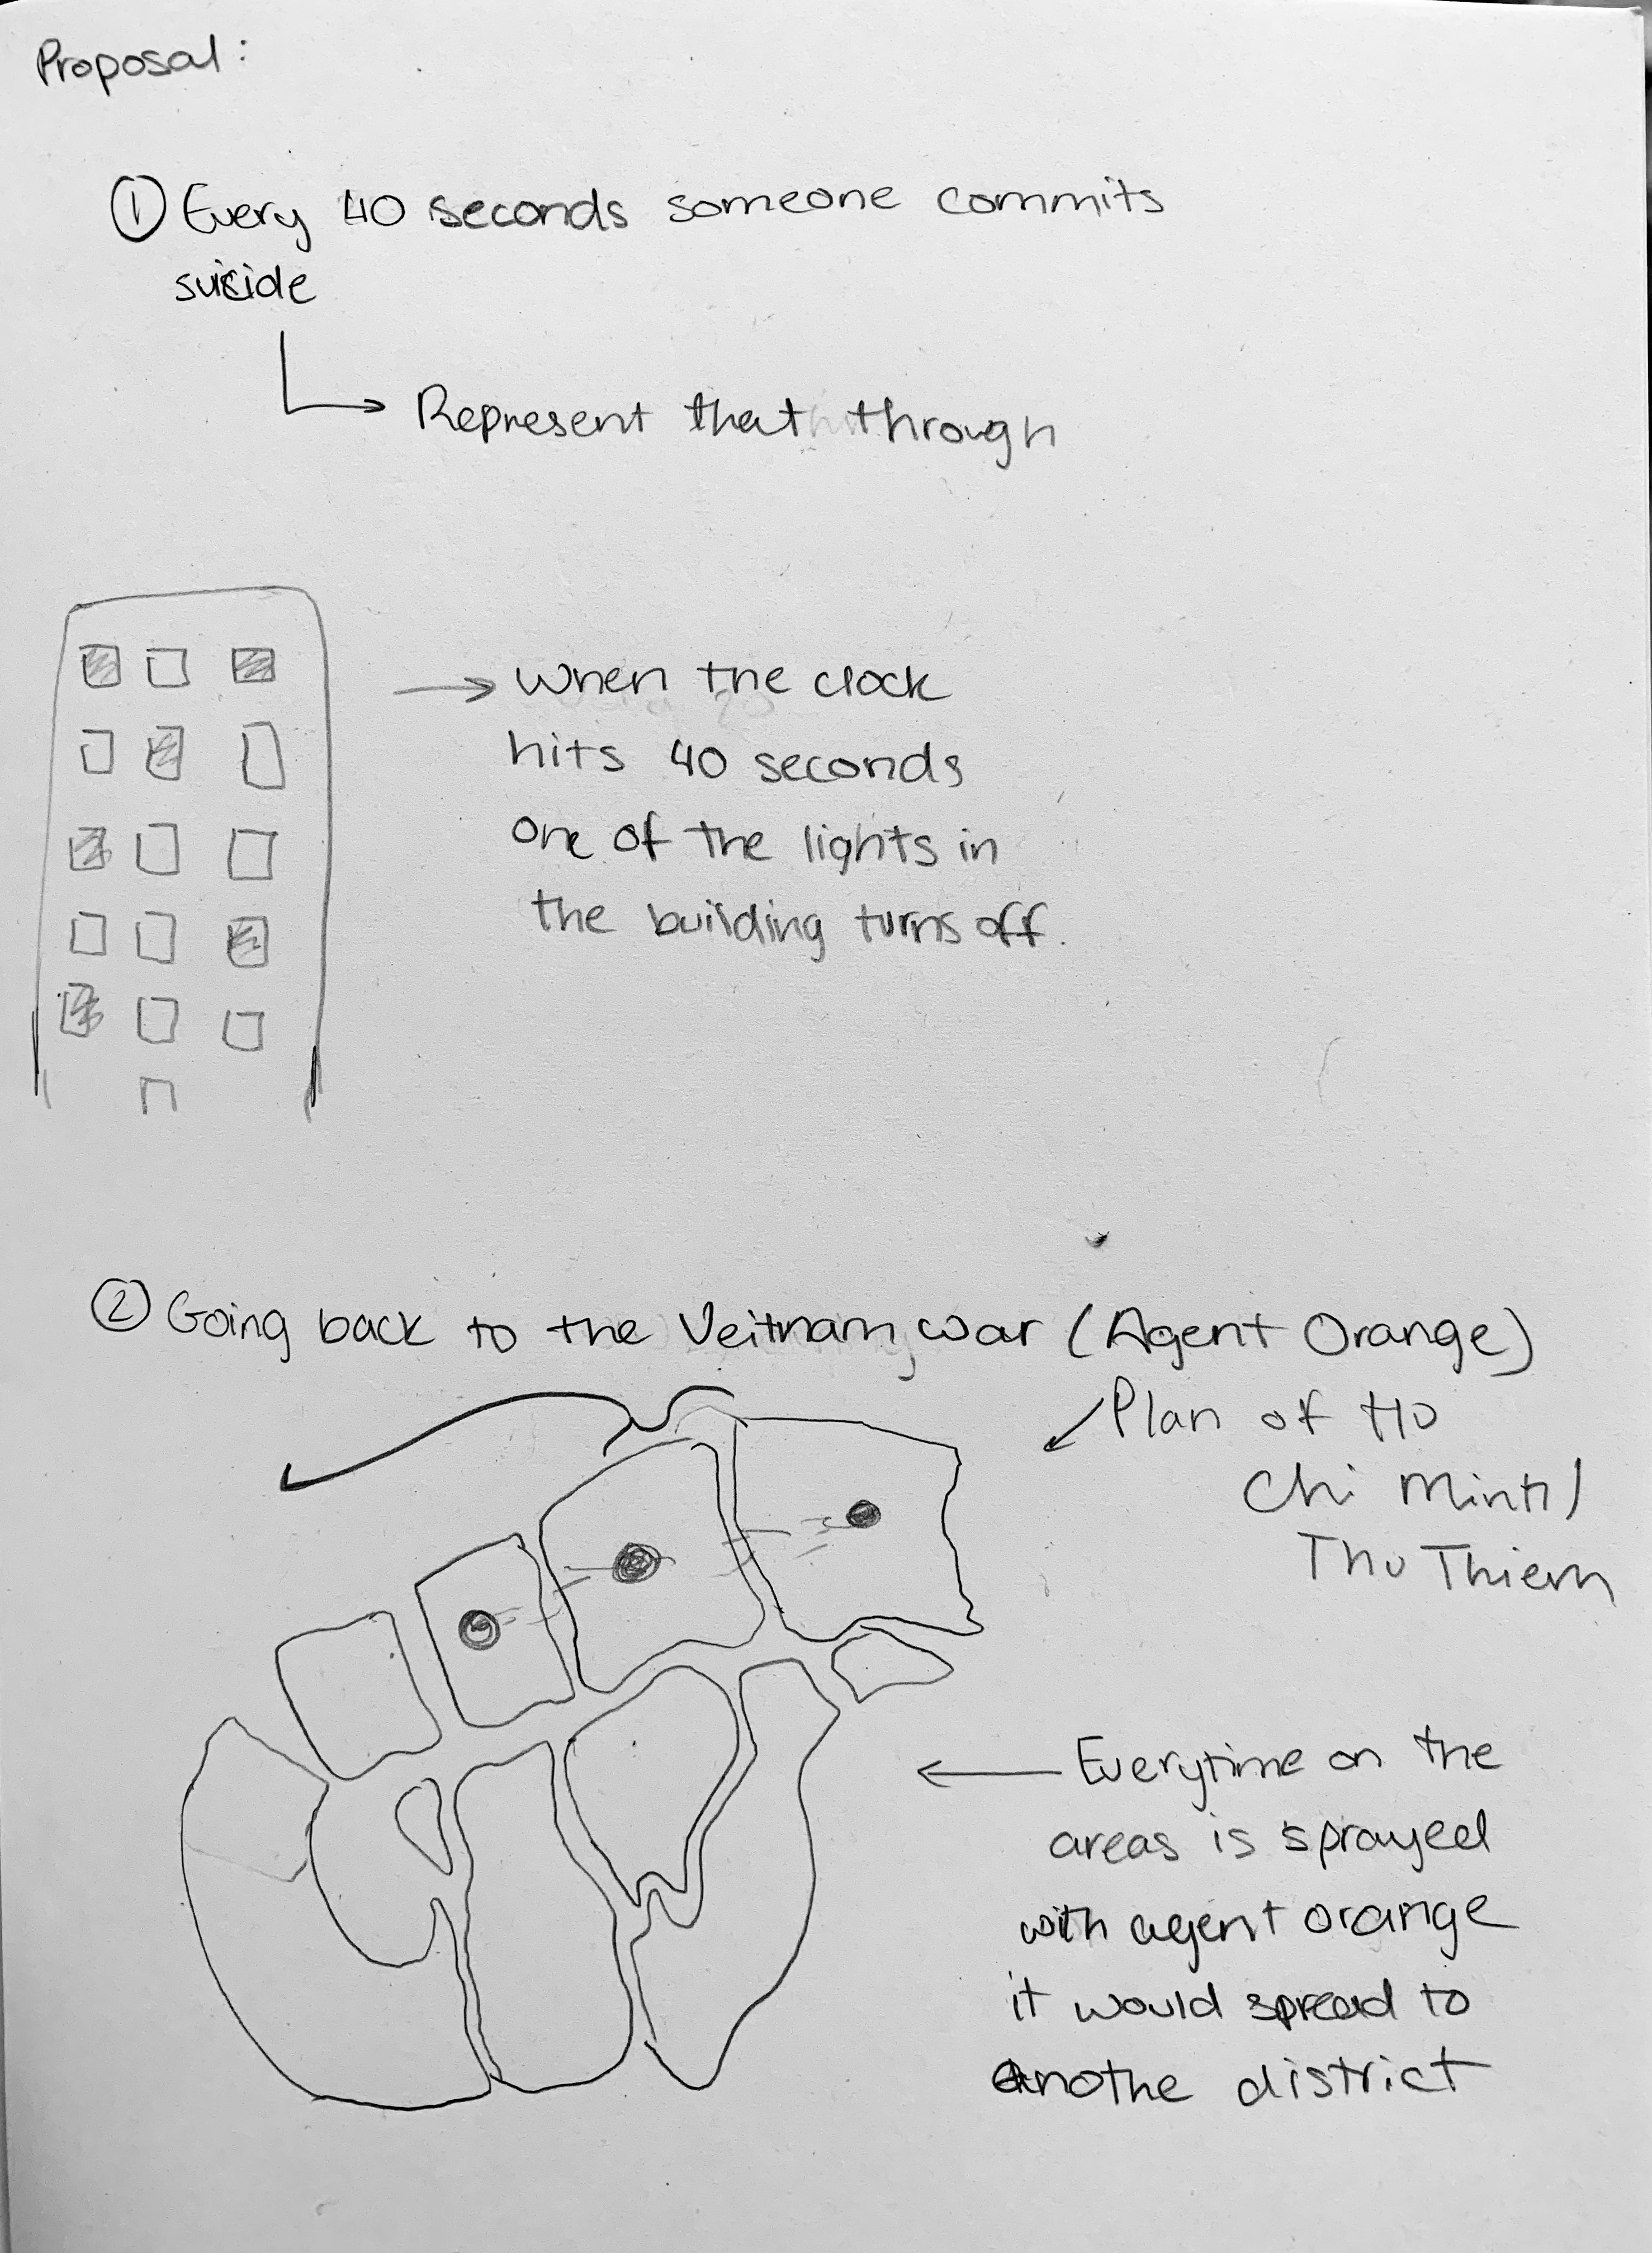 Proposal:
① Every 40 seconds someone commits
suicide
Represent that through
When the clock
hits 40 seconds
one of the lights in
the building turns off.
② Going back to the Veitnam war (Agent Orange)
Plan of Ho
Chi Minh/
Thu Thiem
Everytime on the
areas is sprayed
with agent orange
it would spread to
anothe district